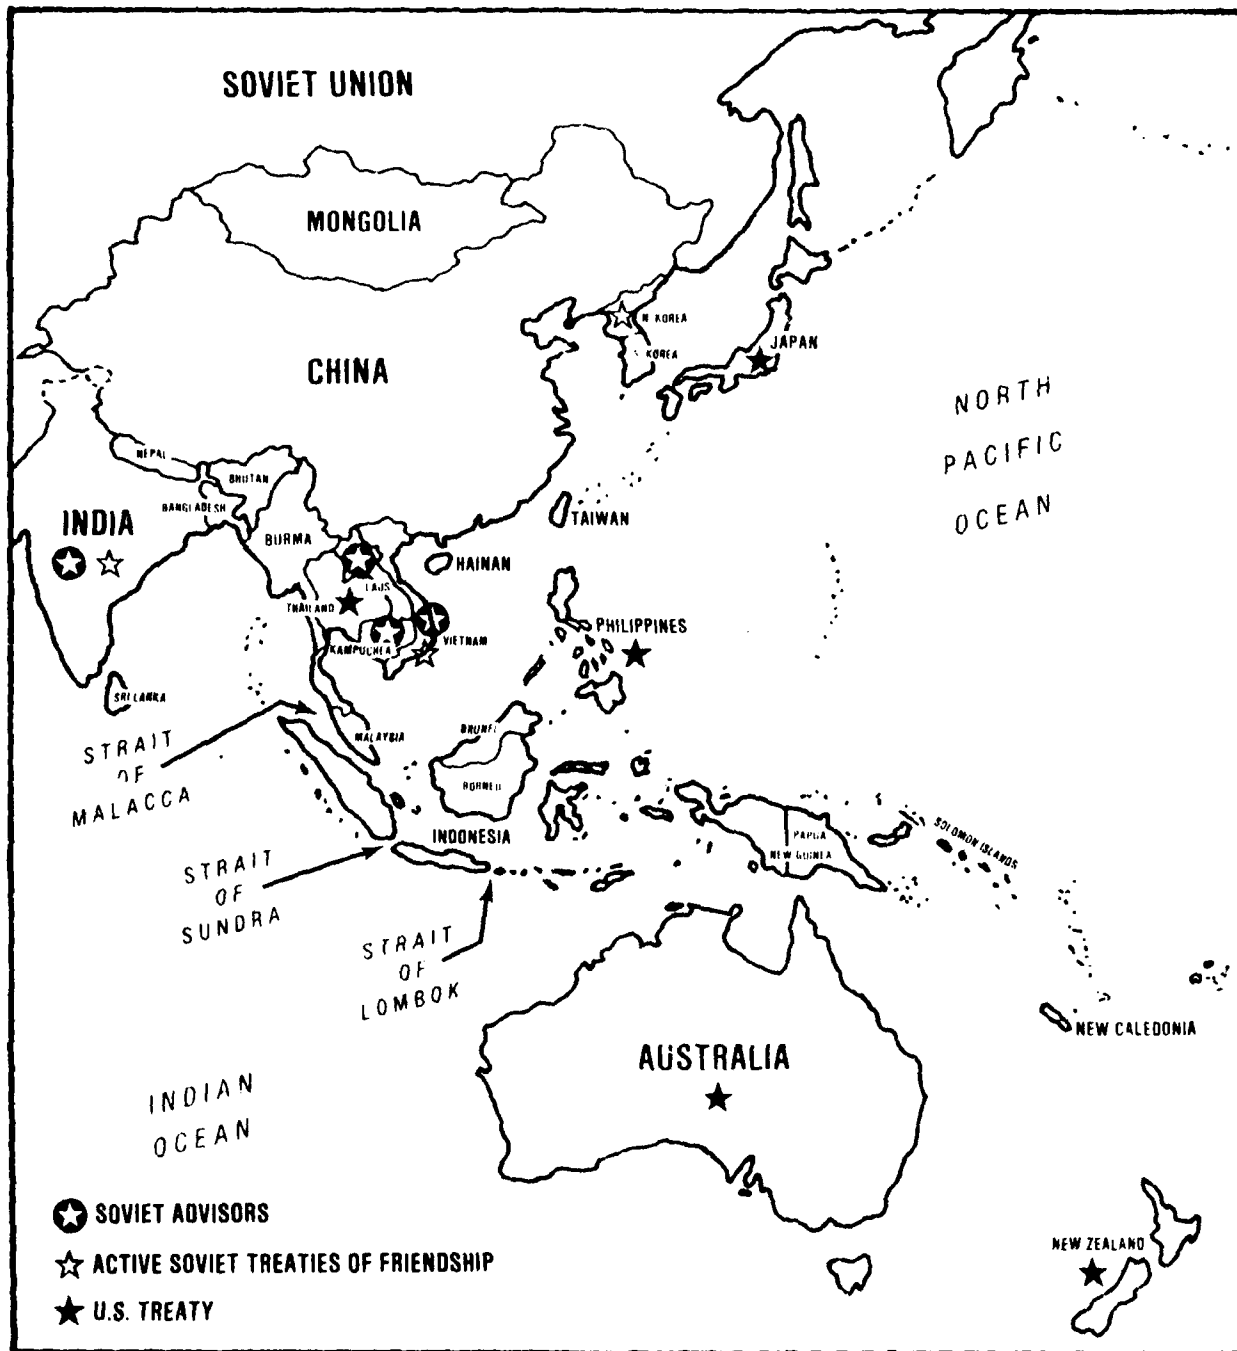 SOVIET UNION
MONGOLIA
N KOREA
KOREA
JAPAN
CHINA
NORTH
PACIFIC
OCEAN
NEPAL
BHUTAN
BANGLADESH
INDIA
BURMA
TAIWAN
HAINAN
LAOS
THAILAND
PHILIPPINES
KAMPUCHEA
VIETNAM
SRI LANKA
MALAYSIA
BRUNEI
BORNEO
STRAIT
OF
MALACCA
INDONESIA
PAPUA
NEW GUINEA
SOLOMON ISLANDS
STRAIT
OF
SUNDRA
STRAIT
OF
LOMBOK
NEW CALEDONIA
AUSTRALIA
INDIAN
OCEAN
SOVIET ADVISORS
ACTIVE SOVIET TREATIES OF FRIENDSHIP
U.S. TREATY
NEW ZEALAND